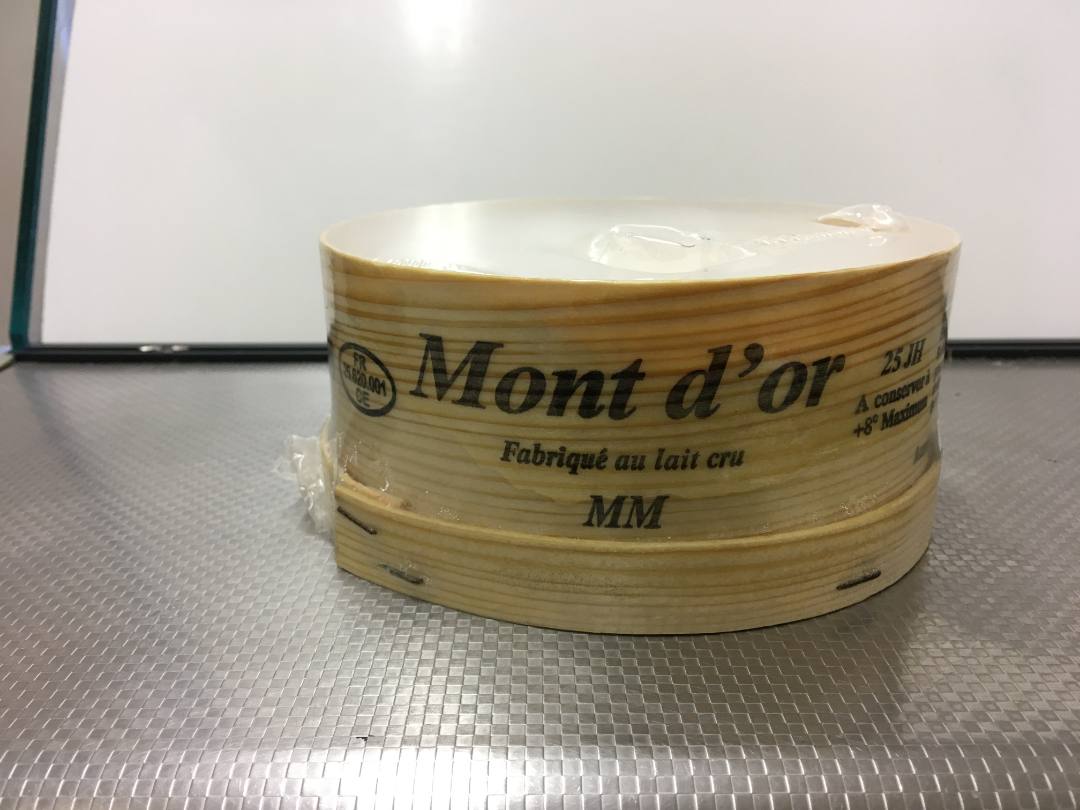 FR
25.620.001
CE
Mont d'or
Fabriqué au lait cru
MM
25 JH
A conserver à
+8° Maximum